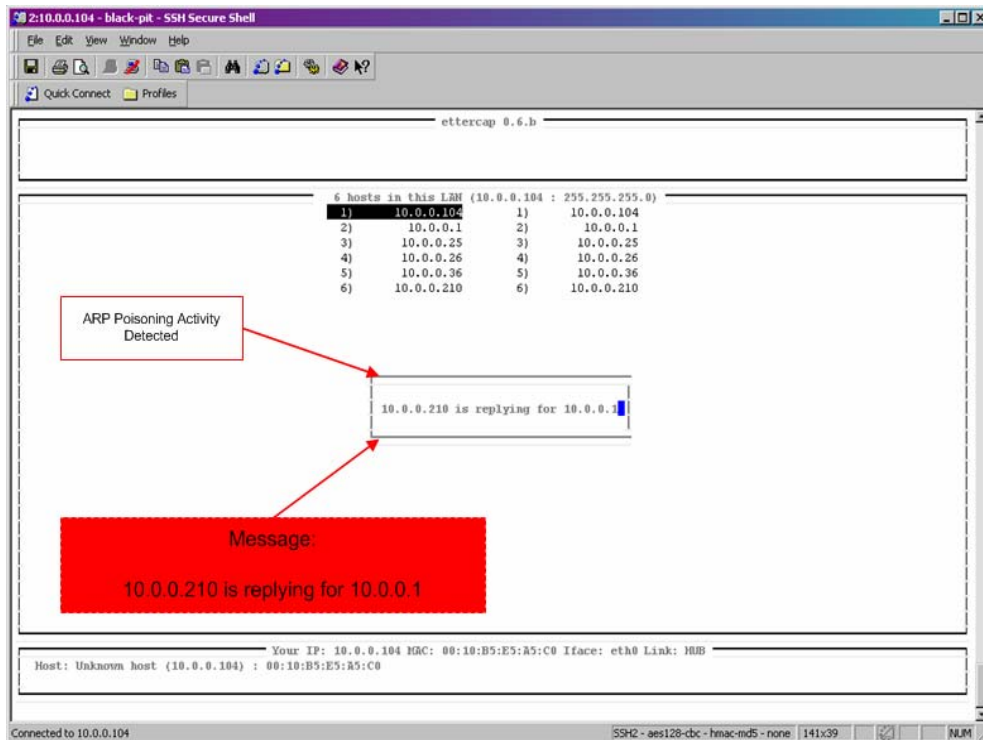 2:10.0.0.104 - black-pit - SSH Secure Shell
File Edit View Window Help
Quick Connect Profiles
ettercap 0.6.b
6 hosts in this LAN (10.0.0.104 : 255.255.255.0)
1) 10.0.0.104 1) 10.0.0.104
2) 10.0.0.1 2) 10.0.0.1
3) 10.0.0.25 3) 10.0.0.25
4) 10.0.0.26 4) 10.0.0.26
5) 10.0.0.36 5) 10.0.0.36
6) 10.0.0.210 6) 10.0.0.210
ARP Poisoning Activity
Detected
10.0.0.210 is replying for 10.0.0.1
Message:
10.0.0.210 is replying for 10.0.0.1
Your IP: 10.0.0.104 MAC: 00:10:B5:E5:A5:C0 Iface: eth0 Link: HUB
Host: Unknown host (10.0.0.104) : 00:10:B5:E5:A5:C0
Connected to 10.0.0.104 SSH2 - aes128-cbc - hmac-md5 - none 141x39 NUM